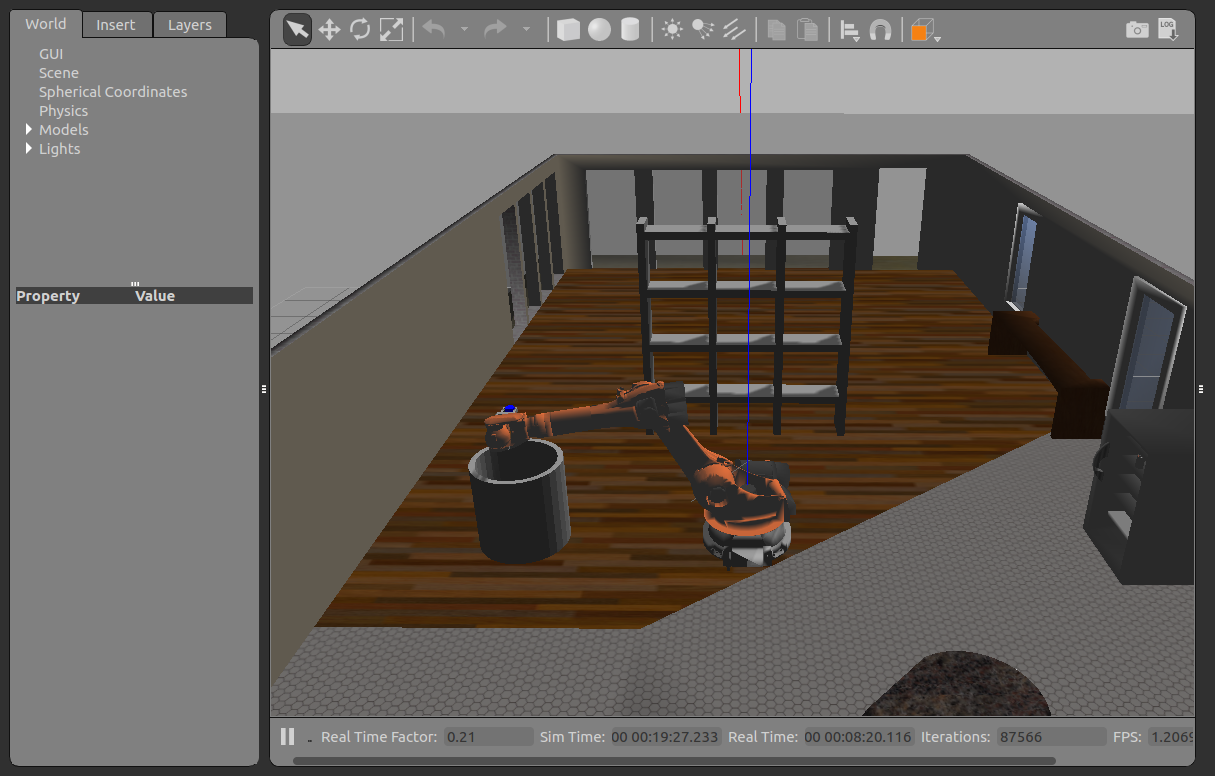 World Insert Layers
GUI
Scene
Spherical Coordinates
Physics
Models
Lights
Property Value
LOG
Real Time Factor: 0.21 Sim Time: 00 00:19:27.233 Real Time: 00 00:08:20.116 Iterations: 87566 FPS: 1.2069